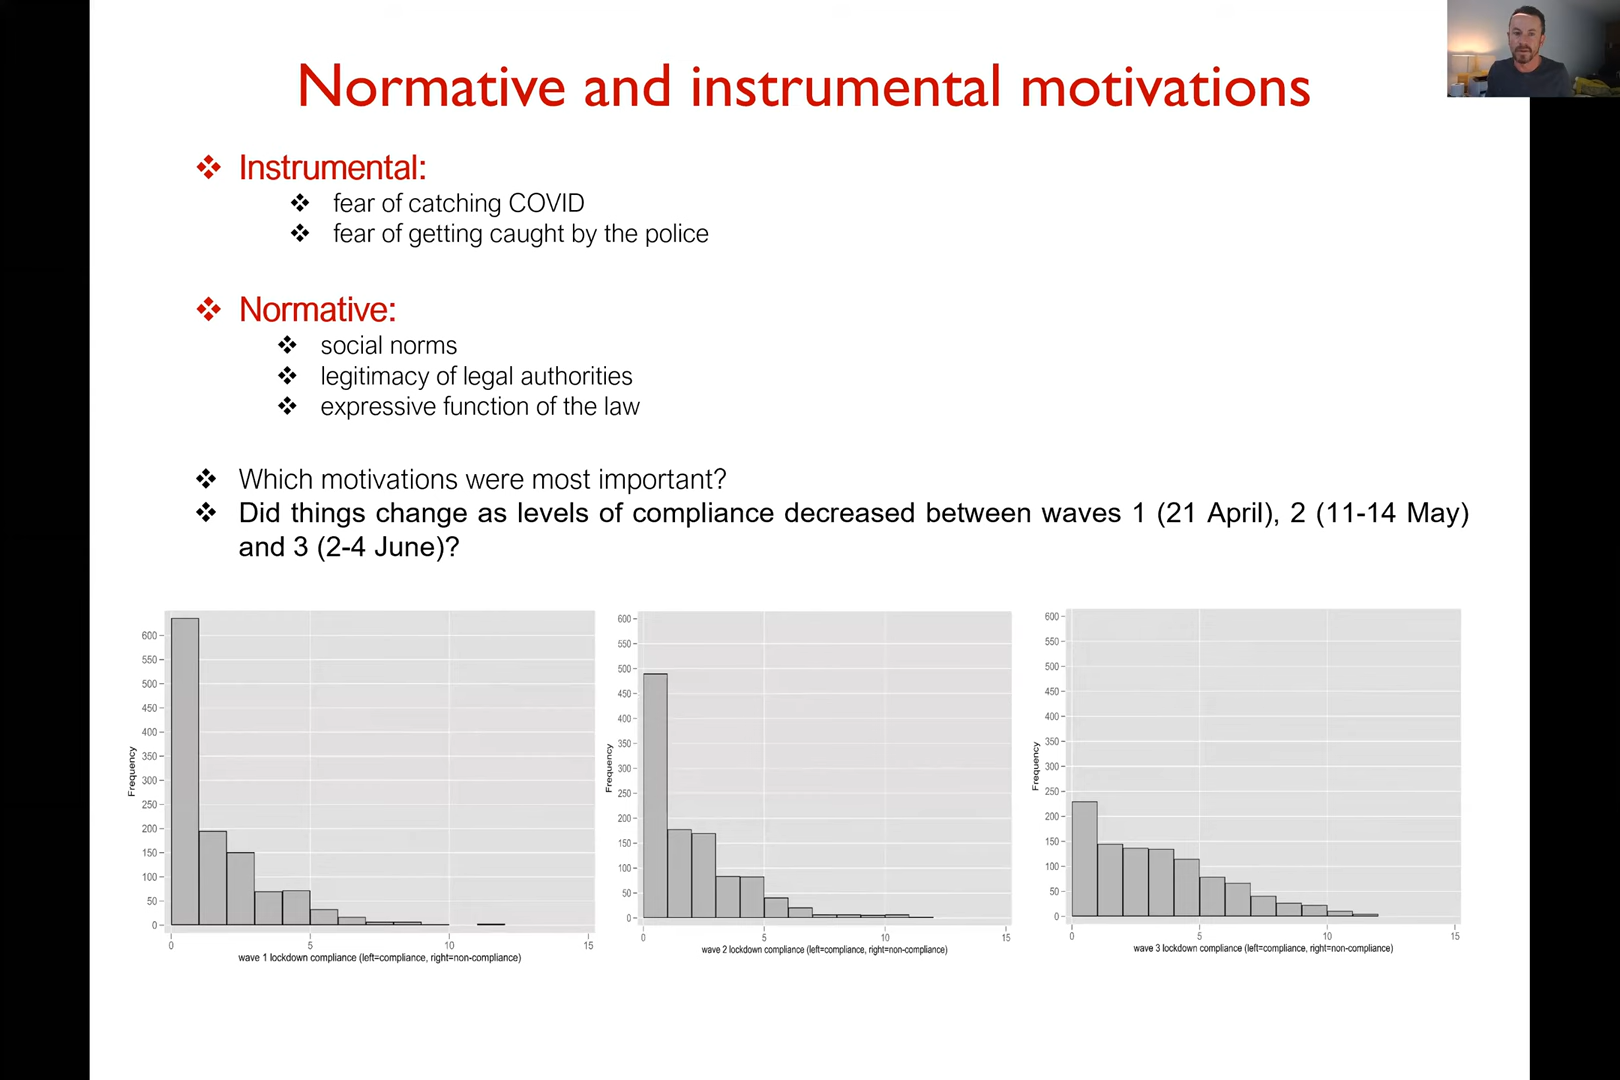 Normative and instrumental motivations
❖ Instrumental:
❖ fear of catching COVID
❖ fear of getting caught by the police
❖ Normative:
❖ social norms
❖ legitimacy of legal authorities
❖ expressive function of the law
❖ Which motivations were most important?
❖ Did things change as levels of compliance decreased between waves 1 (21 April), 2 (11-14 May)
and 3 (2-4 June)?
Frequency
600
550
500
450
400
350
300
250
200
150
100
50
0
0 5 10 15
wave 1 lockdown compliance (left=compliance, right=non-compliance)
Frequency
600
550
500
450
400
350
300
250
200
150
100
50
0
0 5 10 15
wave 2 lockdown compliance (left=compliance, right=non-compliance)
Frequency
600
550
500
450
400
350
300
250
200
150
100
50
0
0 5 10 15
wave 3 lockdown compliance (left=compliance, right=non-compliance)